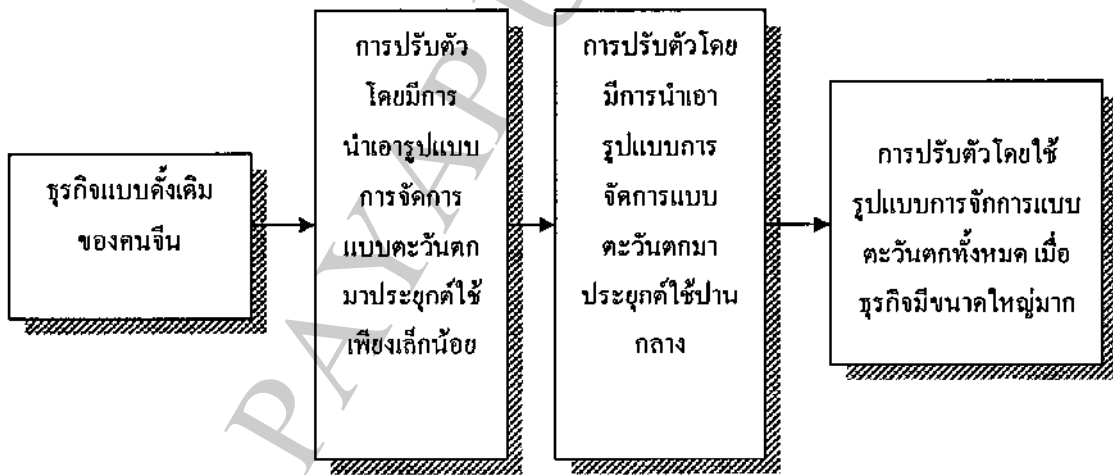 ธุรกิจแบบดั้งเดิม
ของคนจีน
การปรับตัว
โดยมีการ
นำเอารูปแบบ
การจัดการ
แบบตะวันตก
มาประยุกต์ใช้
เพียงเล็กน้อย
การปรับตัวโดย
มีการนำเอา
รูปแบบการ
จัดการแบบ
ตะวันตกมา
ประยุกต์ใช้ปาน
กลาง
การปรับตัวโดยใช้
รูปแบบการจักการแบบ
ตะวันตกทั้งหมด เมื่อ
ธุรกิจมีขนาดใหญ่มาก
PAYAP U